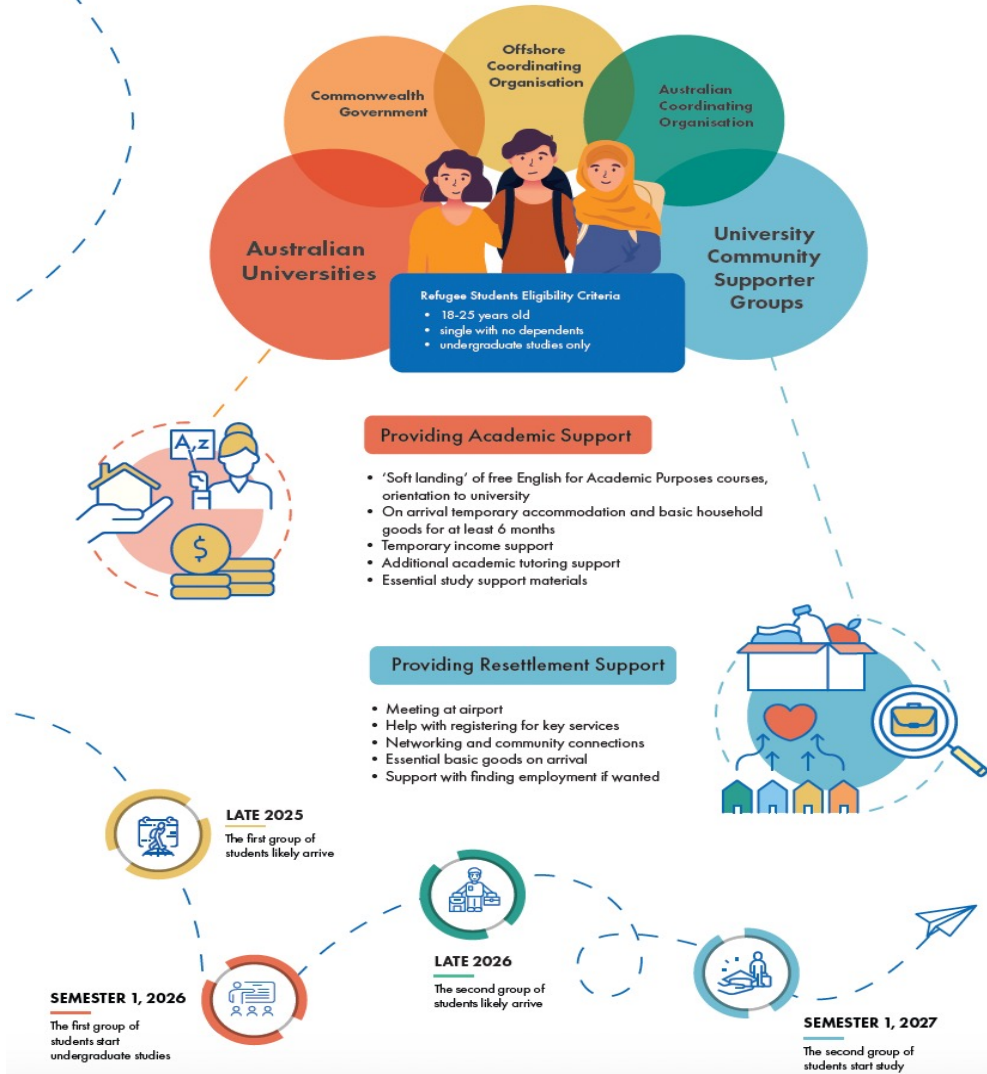 Offshore
Coordinating
Organisation
Commonwealth
Government
Australian
Coordinating
Organisation
Australian
Universities
University
Community
Supporter
Groups
Refugee Students Eligibility Criteria
• 18-25 years old
• single with no dependents
• undergraduate studies only
A,z
$
Providing Academic Support
• ‘Soft landing’ of free English for Academic Purposes courses,
orientation to university
• On arrival temporary accommodation and basic household
goods for at least 6 months
• Temporary income support
• Additional academic tutoring support
• Essential study support materials
Providing Resettlement Support
• Meeting at airport
• Help with registering for key services
• Networking and community connections
• Essential basic goods on arrival
• Support with finding employment if wanted
LATE 2025
The first group of
students likely arrive
SEMESTER 1, 2026
The first group of
students start
undergraduate studies
LATE 2026
The second group of
students likely arrive
SEMESTER 1, 2027
The second group of
students start study